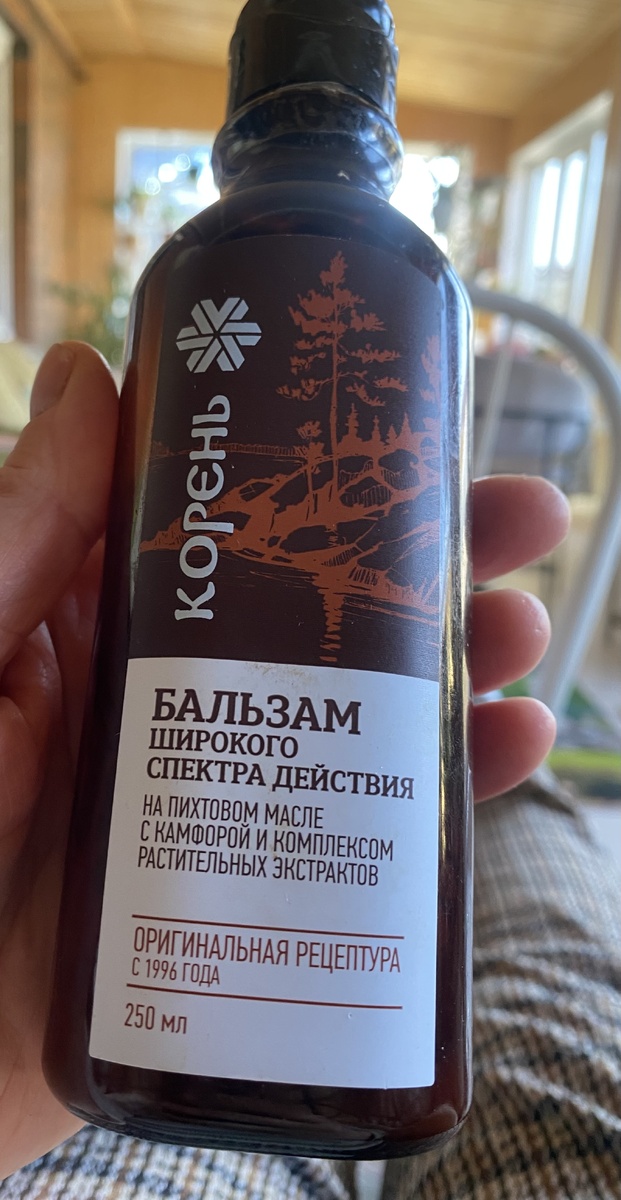 КОРЕНЬ
БАЛЬЗАМ
ШИРОКОГО
СПЕКТРА ДЕЙСТВИЯ
НА ПИХТОВОМ МАСЛЕ
С КАМФОРОЙ И КОМПЛЕКСОМ
РАСТИТЕЛЬНЫХ ЭКСТРАКТОВ
ОРИГИНАЛЬНАЯ РЕЦЕПТУРА
С 1996 ГОДА
250 мл